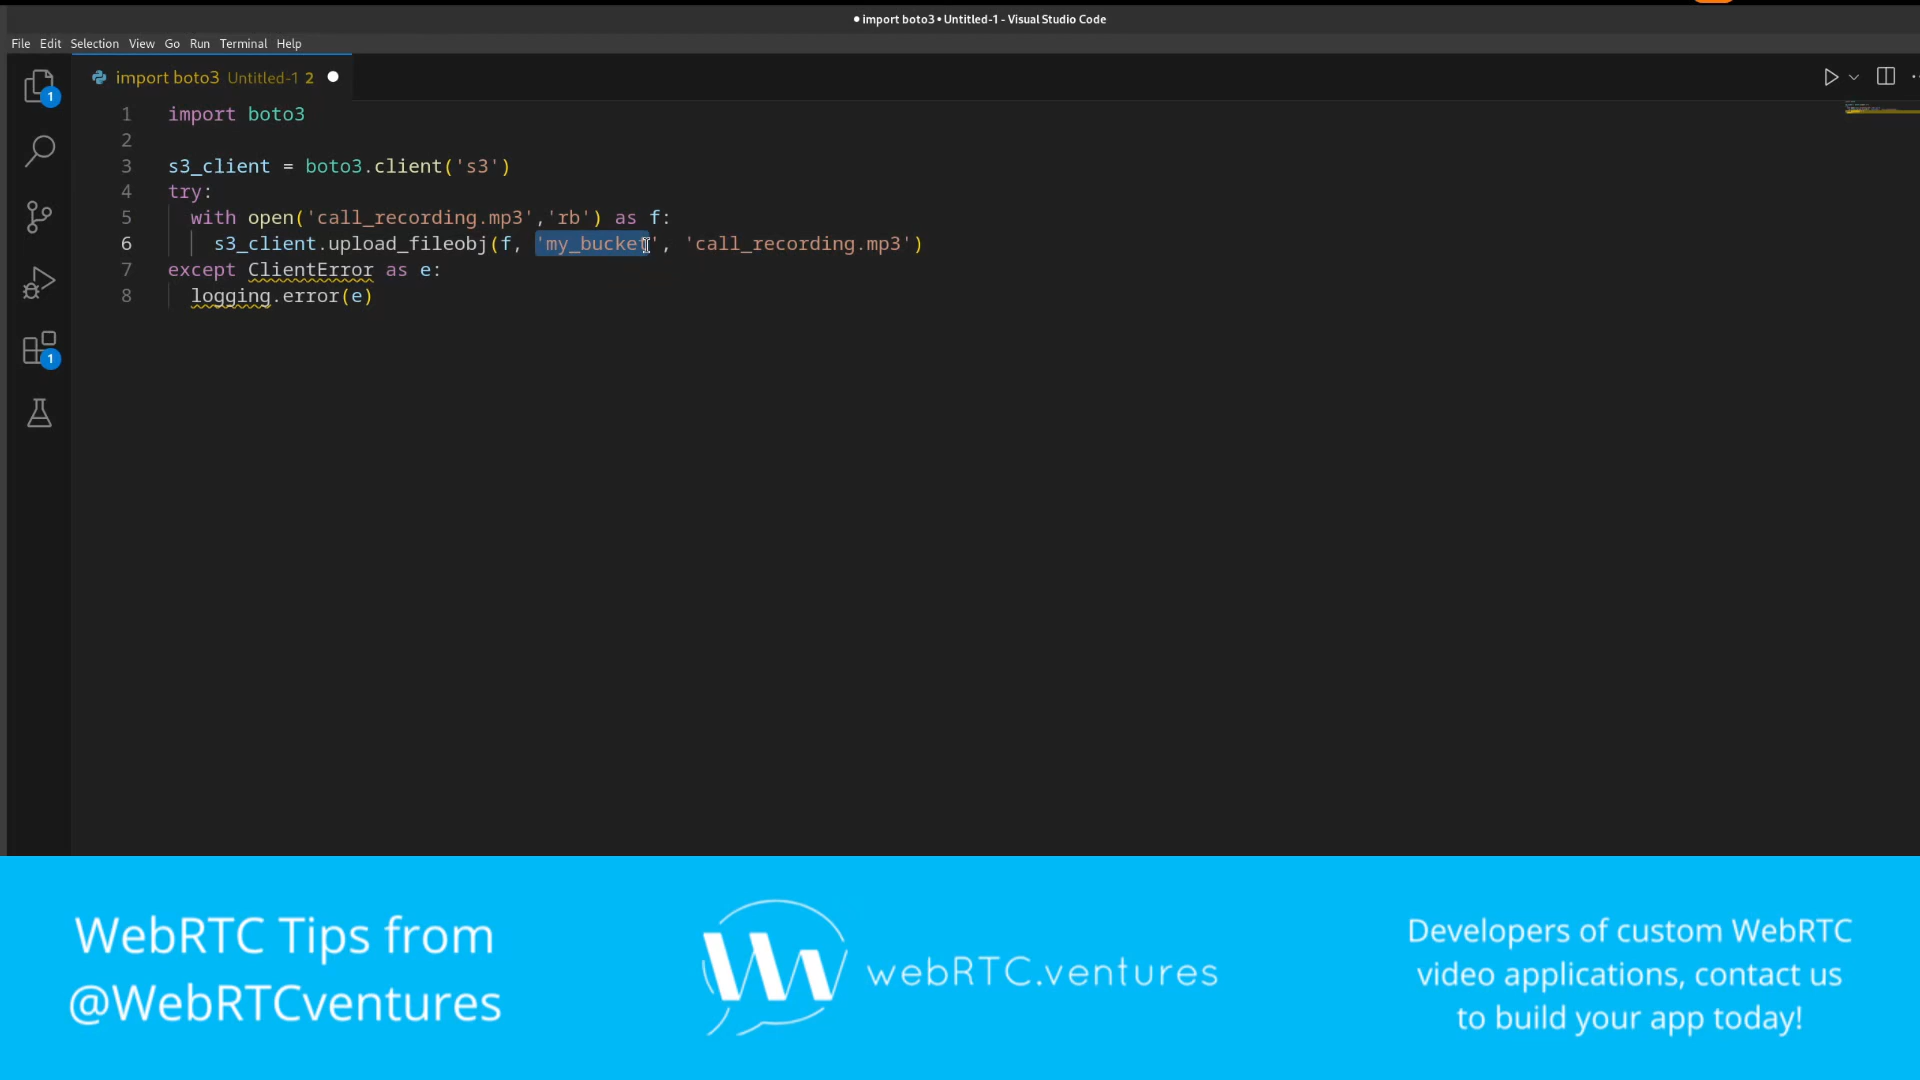 ● import boto3 • Untitled-1 - Visual Studio Code
File Edit Selection View Go Run Terminal Help
import boto3 Untitled-1 2
1 import boto3
2
3 s3_client = boto3.client('s3')
4 try:
5   with open('call_recording.mp3','rb') as f:
6     s3_client.upload_fileobj(f, 'my_bucket', 'call_recording.mp3')
7 except ClientError as e:
8   logging.error(e)
1
1
WebRTC Tips from
@WebRTCventures
webRTC.ventures
Developers of custom WebRTC
video applications, contact us
to build your app today!